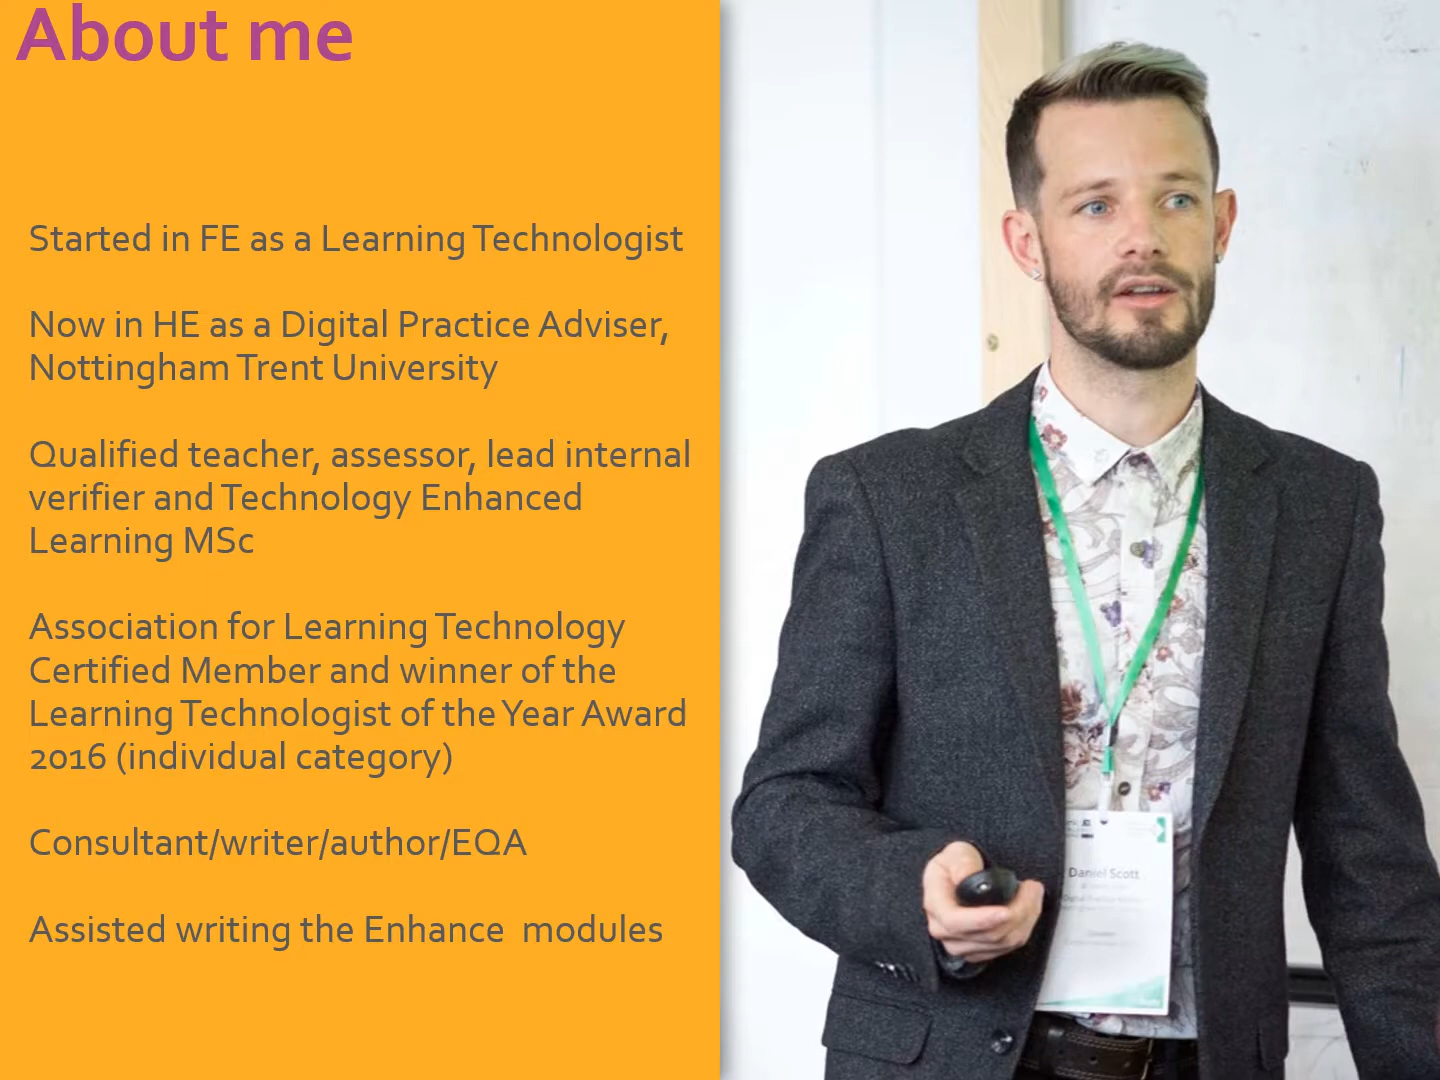 About me
Started in FE as a Learning Technologist
Now in HE as a Digital Practice Adviser,
Nottingham Trent University
Qualified teacher, assessor, lead internal
verifier and Technology Enhanced
Learning MSc
Association for Learning Technology
Certified Member and winner of the
Learning Technologist of the Year Award
2016 (individual category)
Consultant/writer/author/EQA
Assisted writing the Enhance  modules
Daniel Scott